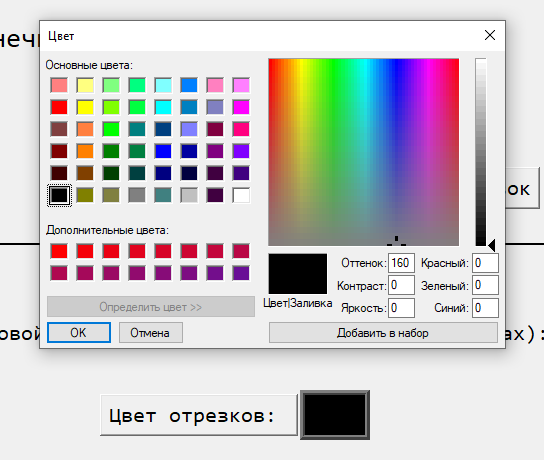 Цвет
Основные цвета:
Дополнительные цвета:
Определить цвет >>
OK
Отмена
Цвет|Заливка
Оттенок: 160
Контраст: 0
Яркость: 0
Красный: 0
Зеленый: 0
Синий: 0
Добавить в набор
ах):
Цвет отрезков: